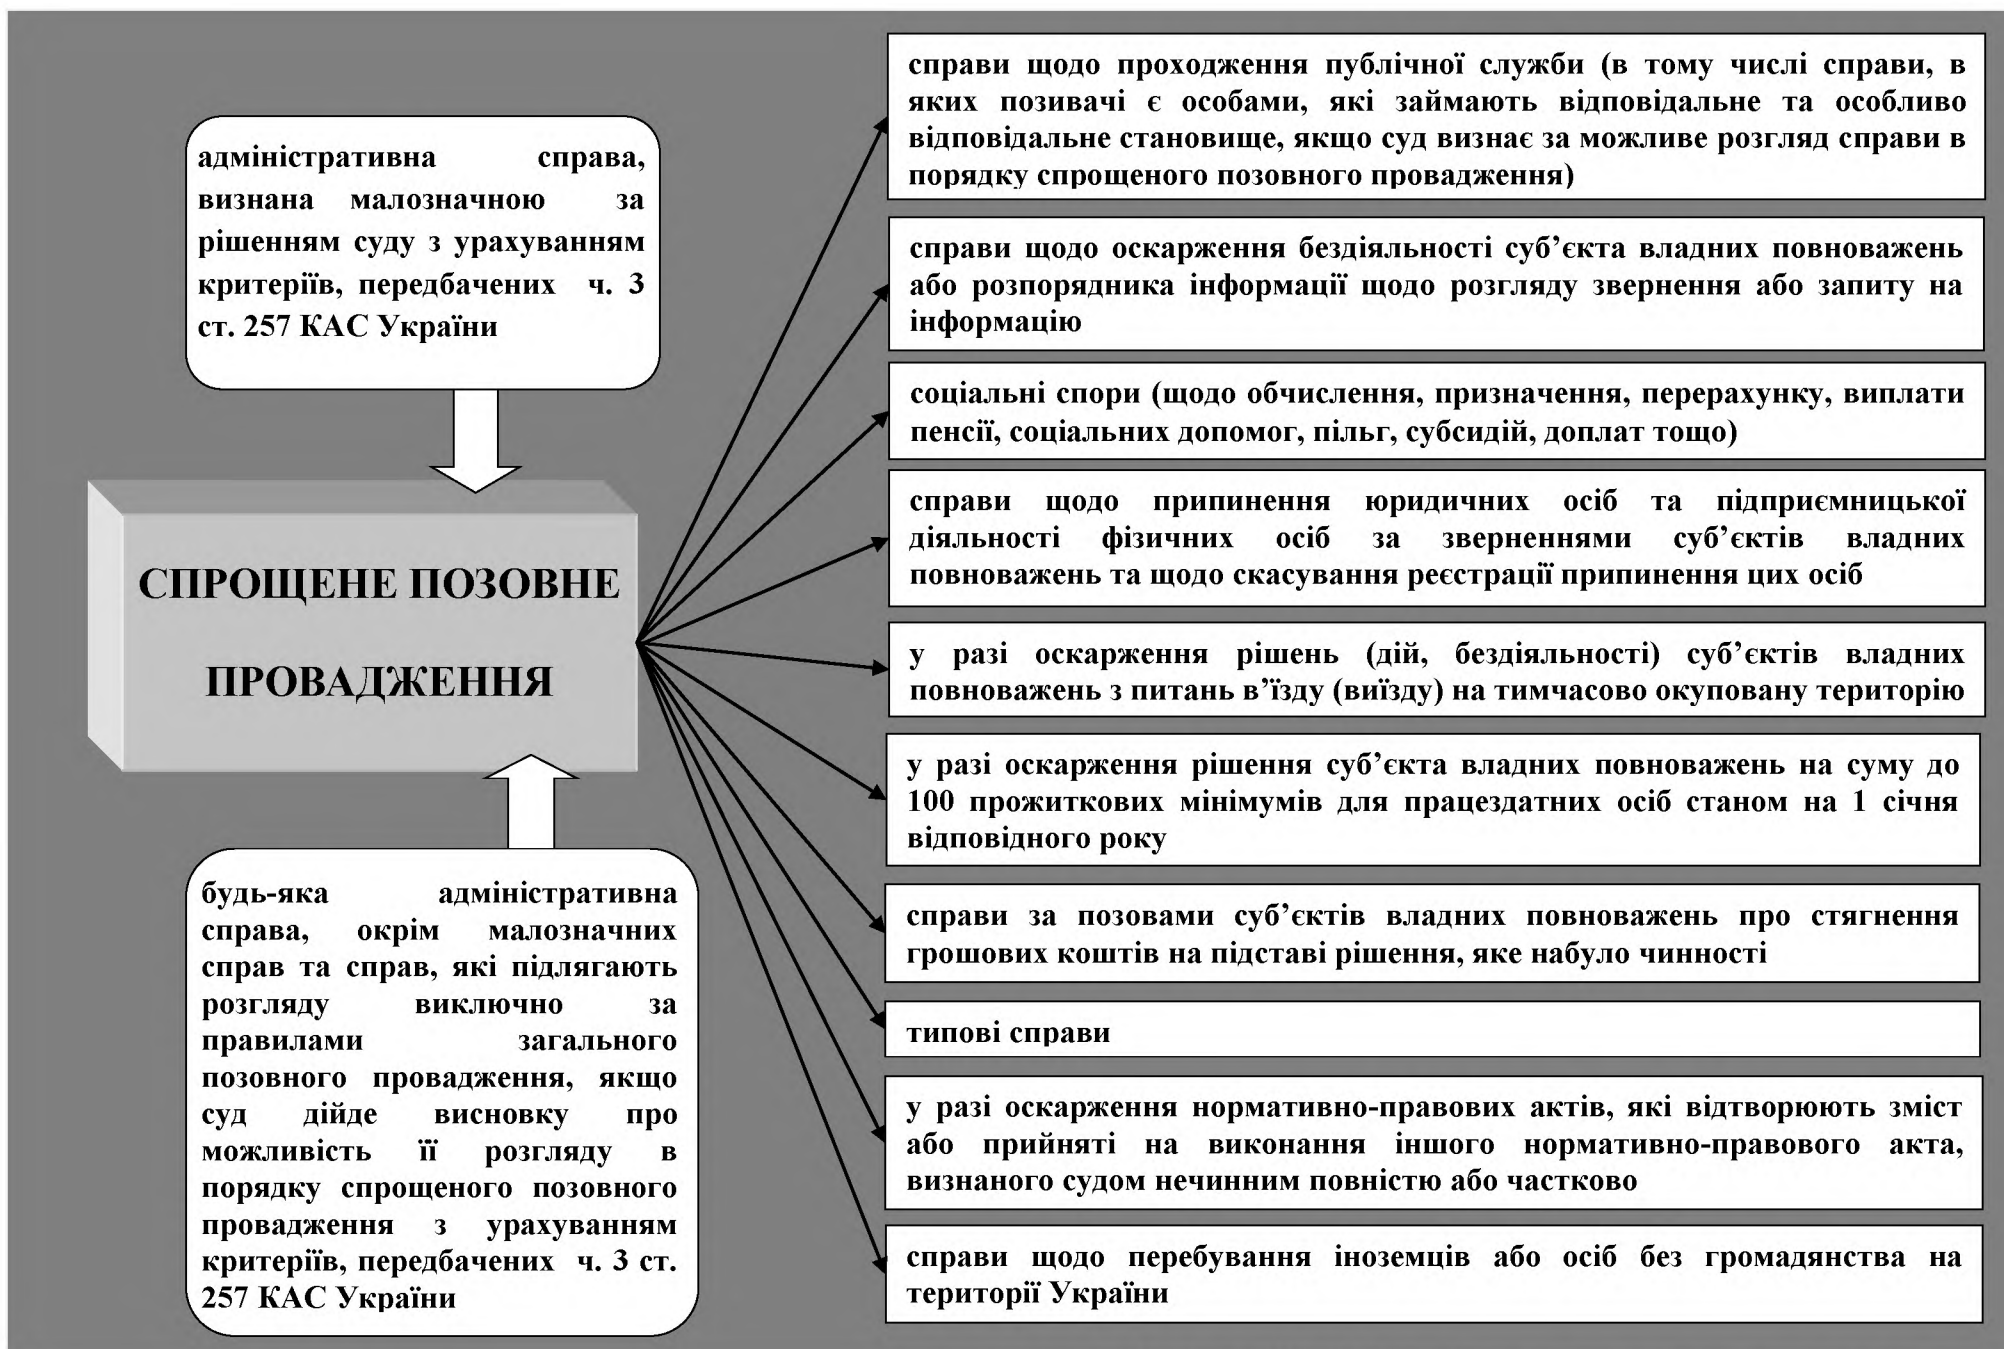 адміністративна справа,
визнана малозначною за
рішенням суду з урахуванням
критеріїв, передбачених ч. 3
ст. 257 КАС України
СПРОЩЕНЕ ПОЗОВНЕ
ПРОВАДЖЕННЯ
будь-яка адміністративна
справа, окрім малозначних
справ та справ, які підлягають
розгляду виключно за
правилами загального
позовного провадження, якщо
суд дійде висновку про
можливість її розгляду в
порядку спрощеного позовного
провадження з урахуванням
критеріїв, передбачених ч. 3 ст.
257 КАС України
справи щодо проходження публічної служби (в тому числі справи, в
яких позивачі є особами, які займають відповідальне та особливо
відповідальне становище, якщо суд визнає за можливе розгляд справи в
порядку спрощеного позовного провадження)
справи щодо оскарження бездіяльності суб’єкта владних повноважень
або розпорядника інформації щодо розгляду звернення або запиту на
інформацію
соціальні спори (щодо обчислення, призначення, перерахунку, виплати
пенсії, соціальних допомог, пільг, субсидій, доплат тощо)
справи щодо припинення юридичних осіб та підприємницької
діяльності фізичних осіб за зверненнями суб’єктів владних
повноважень та щодо скасування реєстрації припинення цих осіб
у разі оскарження рішень (дій, бездіяльності) суб’єктів владних
повноважень з питань в’їзду (виїзду) на тимчасово окуповану територію
у разі оскарження рішення суб’єкта владних повноважень на суму до
100 прожиткових мінімумів для працездатних осіб станом на 1 січня
відповідного року
справи за позовами суб’єктів владних повноважень про стягнення
грошових коштів на підставі рішення, яке набуло чинності
типові справи
у разі оскарження нормативно-правових актів, які відтворюють зміст
або прийняті на виконання іншого нормативно-правового акта,
визнаного судом нечинним повністю або частково
справи щодо перебування іноземців або осіб без громадянства на
території України